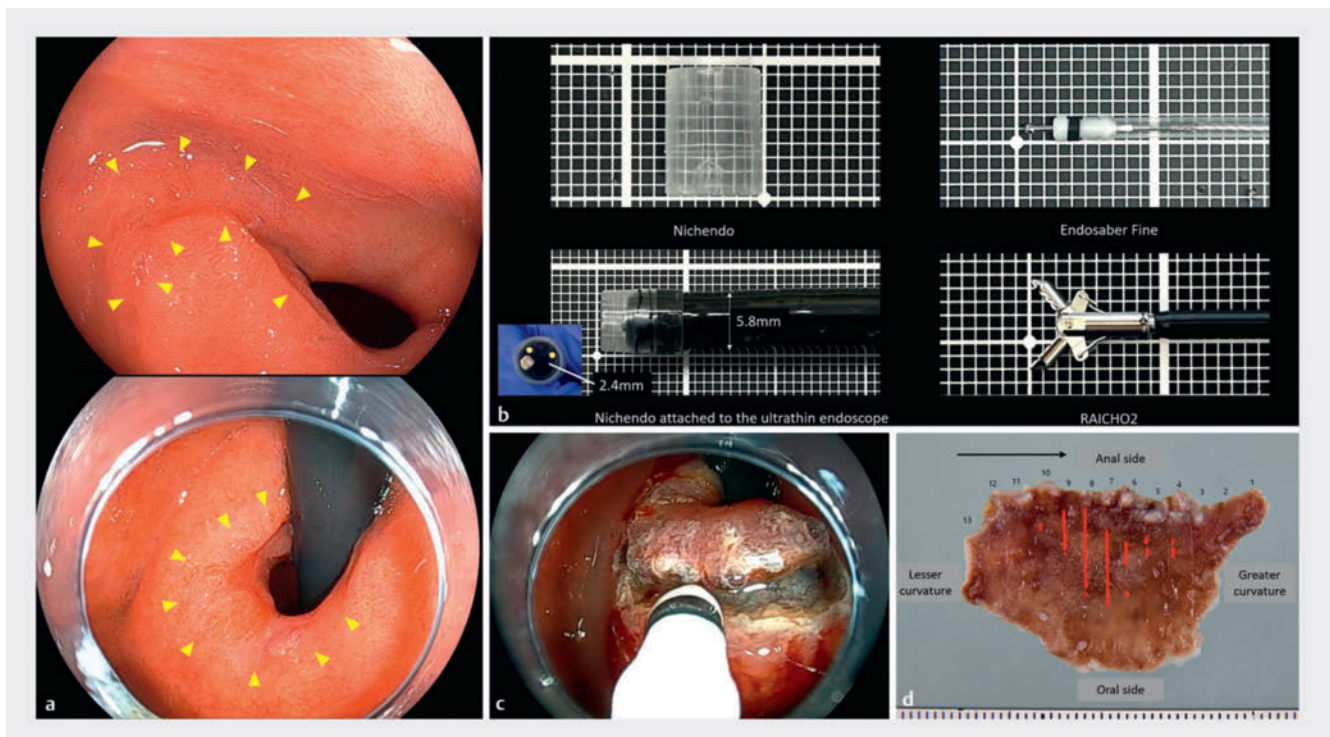 a
Nichendo
Endosaber Fine
5.8mm
2.4mm
b
Nichendo attached to the ultrathin endoscope
RAICHO2
c
Anal side
10
12 11 9 8 7 6 5 4 3 2 1
13
Lesser
curvature
Greater
curvature
Oral side
d